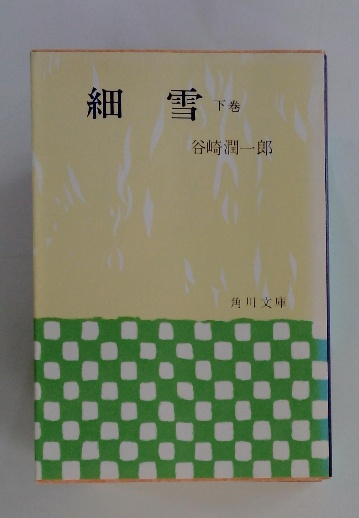 細 雪 下巻
谷崎潤一郎
角川文庫